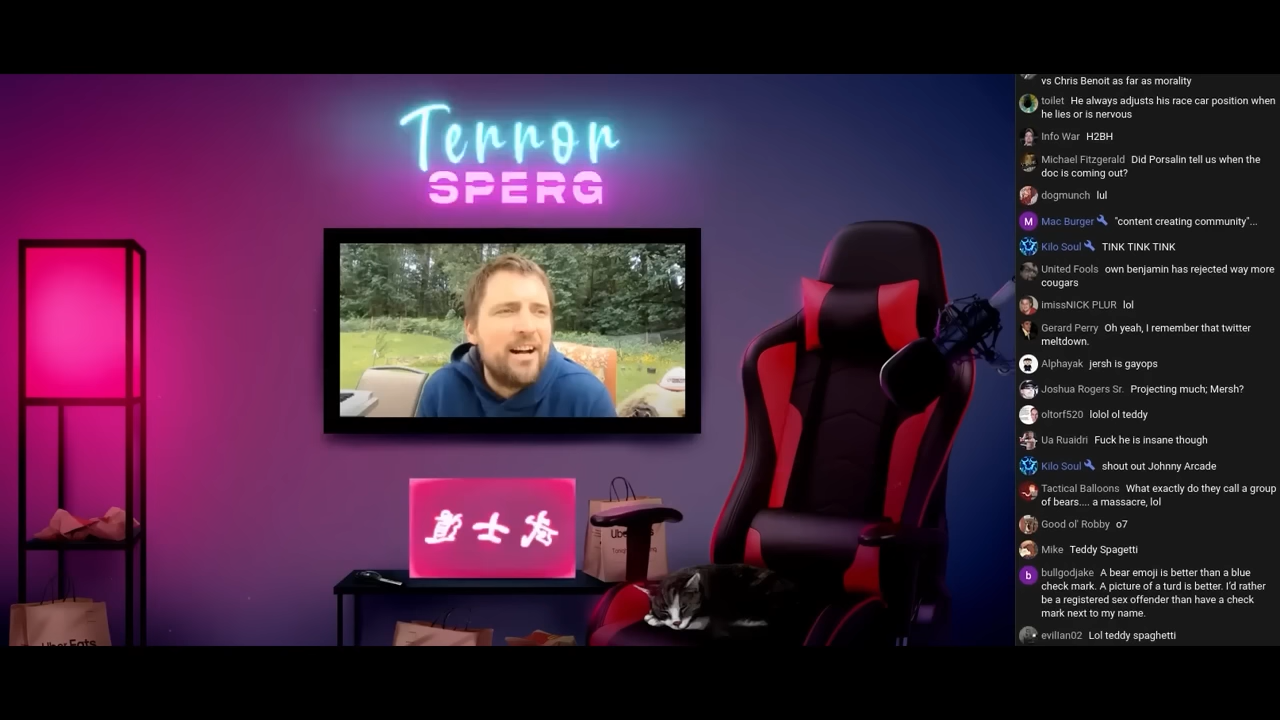 Terror
SPERG
Uber Eats
Ube
vs Chris Benoit as far as morality
toilet He always adjusts his race car position when
he lies or is nervous
Info War H2BH
Michael Fitzgerald Did Porsalin tell us when the
doc is coming out?
dogmunch lul
M Mac Burger "content creating community"...
Kilo Soul TINK TINK TINK
United Fools own benjamin has rejected way more
cougars
imissNICK PLUR lol
Gerard Perry Oh yeah, I remember that twitter
meltdown.
Alphayak jersh is gayops
Joshua Rogers Sr. Projecting much; Mersh?
oltorf520 lolol ol teddy
Ua Ruaidri Fuck he is insane though
Kilo Soul shout out Johnny Arcade
Tactical Balloons What exactly do they call a group
of bears.... a massacre, lol
Good ol' Robby o7
Mike Teddy Spagetti
b bullgodjake A bear emoji is better than a blue
check mark. A picture of a turd is better. I'd rather
be a registered sex offender than have a check
mark next to my name.
evilIan02 Lol teddy spaghetti